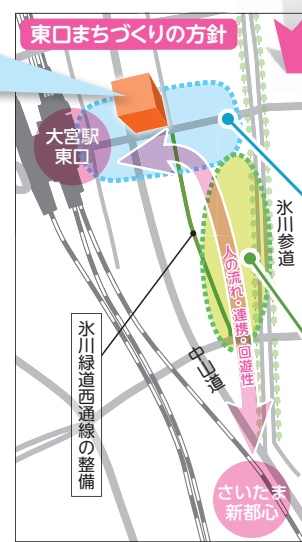 東口まちづくりの方針
大宮駅
東口
氷川参道
人の流れ・連携・回遊性
中山道
氷川緑道西通線の整備
さいたま
新都心